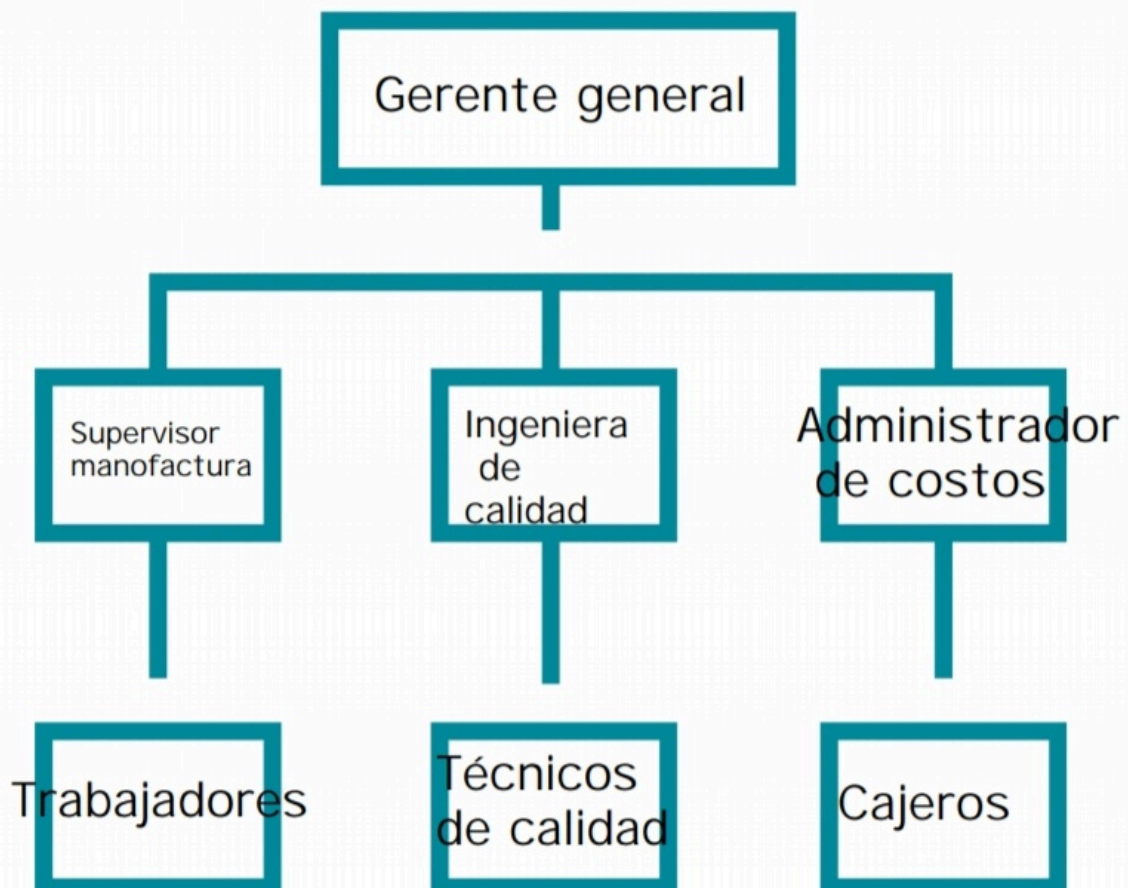 Gerente general
Supervisor
manofactura
Ingeniera
de
calidad
Administrador
de costos
Trabajadores
Técnicos
de calidad
Cajeros